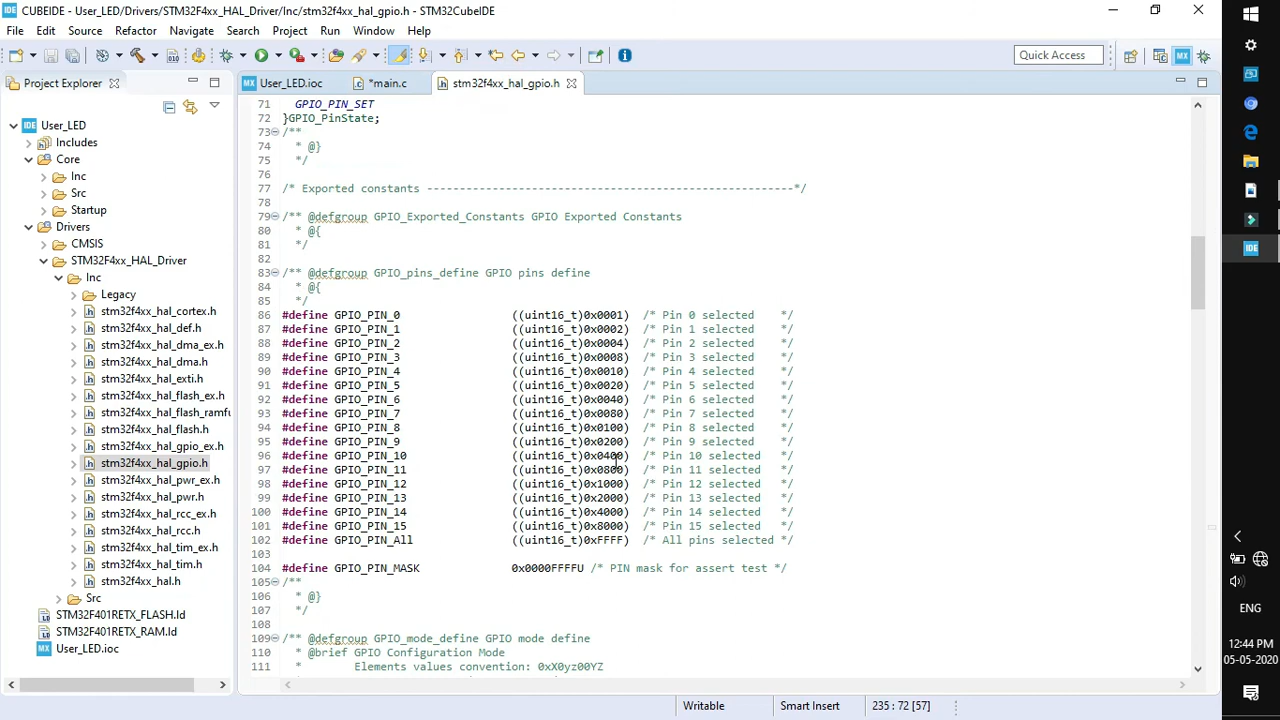 CUBEIDE - User_LED/Drivers/STM32F4xx_HAL_Driver/Inc/stm32f4xx_hal_gpio.h - STM32CubeIDE
File Edit Source Refactor Navigate Search Project Run Window Help
Quick Access
Project Explorer
User_LED
Includes
Core
Inc
Src
Startup
Drivers
CMSIS
STM32F4xx_HAL_Driver
Inc
Legacy
stm32f4xx_hal_cortex.h
stm32f4xx_hal_def.h
stm32f4xx_hal_dma_ex.h
stm32f4xx_hal_dma.h
stm32f4xx_hal_exti.h
stm32f4xx_hal_flash_ex.h
stm32f4xx_hal_flash_ramfu
stm32f4xx_hal_flash.h
stm32f4xx_hal_gpio_ex.h
stm32f4xx_hal_gpio.h
stm32f4xx_hal_pwr_ex.h
stm32f4xx_hal_pwr.h
stm32f4xx_hal_rcc_ex.h
stm32f4xx_hal_rcc.h
stm32f4xx_hal_tim_ex.h
stm32f4xx_hal_tim.h
stm32f4xx_hal.h
Src
STM32F401RETX_FLASH.ld
STM32F401RETX_RAM.ld
User_LED.ioc
MX User_LED.ioc *main.c stm32f4xx_hal_gpio.h
71 GPIO_PIN_SET
72 }GPIO_PinState;
73 /**
74 * @}
75 */
76
77 /* Exported constants --------------------------------------------------------*/
78
79 /** @defgroup GPIO_Exported_Constants GPIO Exported Constants
80 * @{
81 */
82
83 /** @defgroup GPIO_pins_define GPIO pins define
84 * @{
85 */
86 #define GPIO_PIN_0 ((uint16_t)0x0001) /* Pin 0 selected */
87 #define GPIO_PIN_1 ((uint16_t)0x0002) /* Pin 1 selected */
88 #define GPIO_PIN_2 ((uint16_t)0x0004) /* Pin 2 selected */
89 #define GPIO_PIN_3 ((uint16_t)0x0008) /* Pin 3 selected */
90 #define GPIO_PIN_4 ((uint16_t)0x0010) /* Pin 4 selected */
91 #define GPIO_PIN_5 ((uint16_t)0x0020) /* Pin 5 selected */
92 #define GPIO_PIN_6 ((uint16_t)0x0040) /* Pin 6 selected */
93 #define GPIO_PIN_7 ((uint16_t)0x0080) /* Pin 7 selected */
94 #define GPIO_PIN_8 ((uint16_t)0x0100) /* Pin 8 selected */
95 #define GPIO_PIN_9 ((uint16_t)0x0200) /* Pin 9 selected */
96 #define GPIO_PIN_10 ((uint16_t)0x0400) /* Pin 10 selected */
97 #define GPIO_PIN_11 ((uint16_t)0x0800) /* Pin 11 selected */
98 #define GPIO_PIN_12 ((uint16_t)0x1000) /* Pin 12 selected */
99 #define GPIO_PIN_13 ((uint16_t)0x2000) /* Pin 13 selected */
100 #define GPIO_PIN_14 ((uint16_t)0x4000) /* Pin 14 selected */
101 #define GPIO_PIN_15 ((uint16_t)0x8000) /* Pin 15 selected */
102 #define GPIO_PIN_All ((uint16_t)0xFFFF) /* All pins selected */
103
104 #define GPIO_PIN_MASK 0x0000FFFFU /* PIN mask for assert test */
105 /**
106 * @}
107 */
108
109 /** @defgroup GPIO_mode_define GPIO mode define
110 * @brief GPIO Configuration Mode
111 * Elements values convention: 0xX0yz00YZ
Writable Smart Insert 235 : 72 [57]
ENG
12:44 PM
05-05-2020